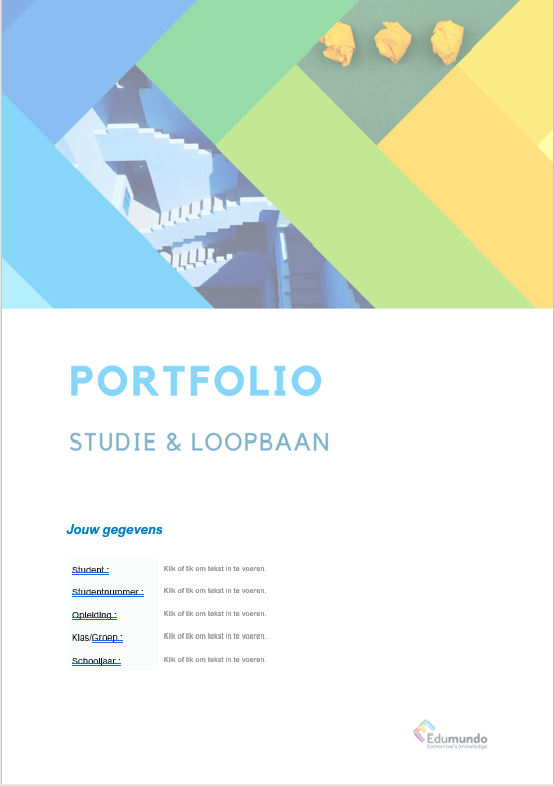 PORTFOLIO
STUDIE & LOOPBAAN
Jouw gegevens
Student : Klik of tik om tekst in te voeren.
Studentnummer : Klik of tik om tekst in te voeren.
Opleiding : Klik of tik om tekst in te voeren.
Klas/Groep : Klik of tik om tekst in te voeren.
Schooljaar : Klik of tik om tekst in te voeren.
Edumundo
tomorrow's knowledge